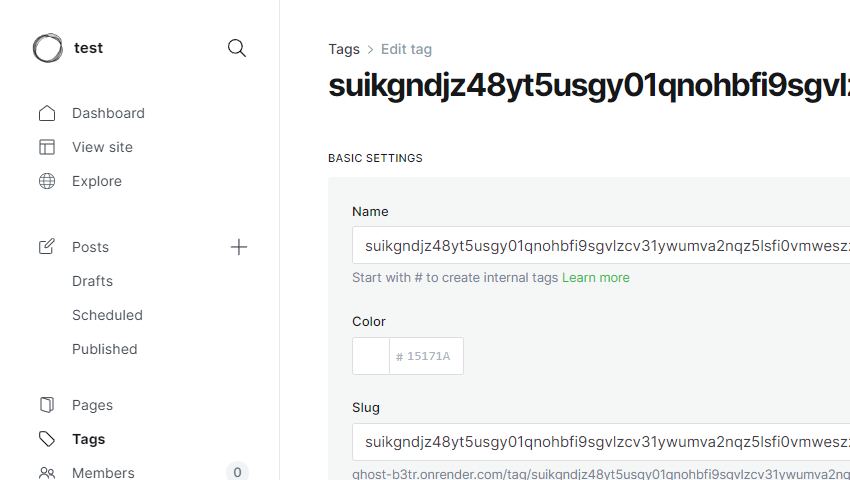 test
Dashboard
View site
Explore
Posts
Drafts
Scheduled
Published
Pages
Tags
Members 0
Tags > Edit tag
suikgndjz48yt5usgy01qnohbfi9sgvlz
BASIC SETTINGS
Name
suikgndjz48yt5usgy01qnohbfi9sgvlzcv31ywumva2nqz5lsfi0vmwesz
Start with # to create internal tags Learn more
Color
# 15171A
Slug
suikgndjz48yt5usgy01qnohbfi9sgvlzcv31ywumva2nqz5lsfi0vmwesz
ghost-b3tr.onrender.com/tag/suikgndjz48yt5usgy01qnohbfi9sgvlzcv31ywumva2nq